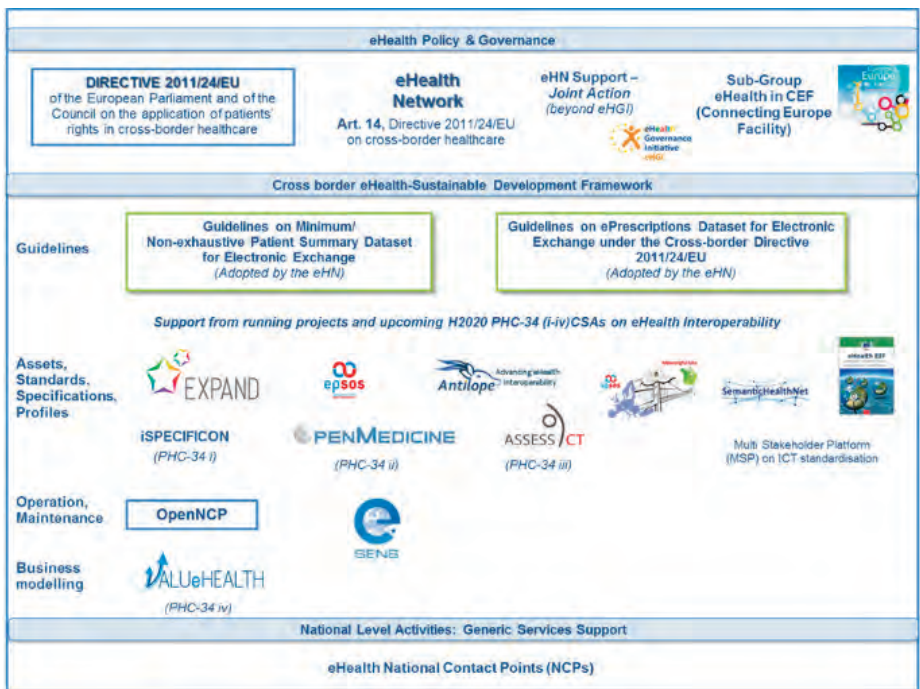 eHealth Policy & Governance
DIRECTIVE 2011/24/EU
of the European Parliament and of the
Council on the application of patients'
rights in cross-border healthcare
eHealth
Network
Art. 14, Directive 2011/24/EU
on cross-border healthcare
eHN Support –
Joint Action
(beyond eHGI)
eHealth
Governance
Initiative
eHGI
Sub-Group
eHealth in CEF
(Connecting Europe
Facility)
Europe
Cross border eHealth-Sustainable Development Framework
Guidelines
Guidelines on Minimum/
Non-exhaustive Patient Summary Dataset
for Electronic Exchange
(Adopted by the eHN)
Guidelines on ePrescriptions Dataset for Electronic
Exchange under the Cross-border Directive
2011/24/EU
(Adopted by the eHN)
Support from running projects and upcoming H2020 PHC-34 (i-iv)CSAs on eHealth Interoperability
Assets,
Standards,
Specifications,
Profiles
EXPAND
epsos
Antilope
Advancing eHealth
Interoperability
SemanticHealthNet
eHealth EIF
iSPECIFICON
(PHC-34 i)
OPENMEDICINE
(PHC-34 ii)
ASSESS CT
(PHC-34 iii)
Multi Stakeholder Platform
(MSP) on ICT standardisation
Operation,
Maintenance
OpenNCP
e
SENS
Business
modelling
VALUeHEALTH
(PHC-34 iv)
National Level Activities: Generic Services Support
eHealth National Contact Points (NCPs)